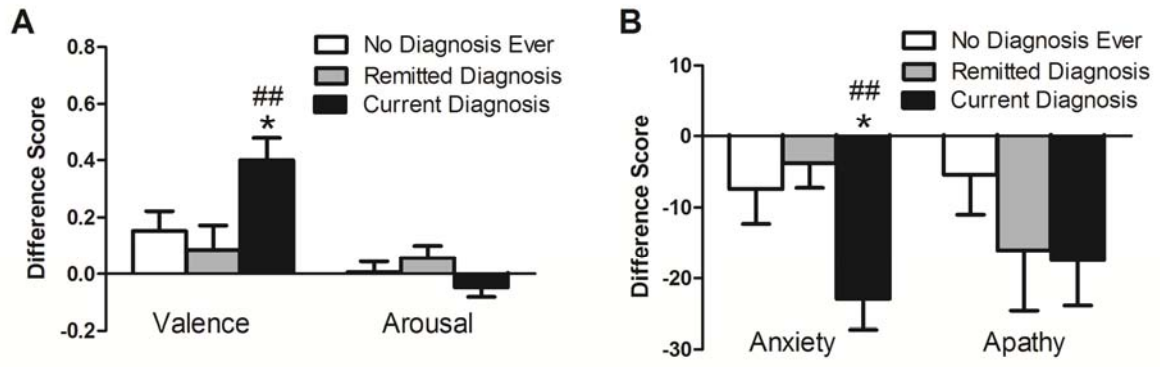 A
0.8
0.6
0.4
0.2
0.0
-0.2
Difference Score
No Diagnosis Ever
Remitted Diagnosis
Current Diagnosis
##
*
Valence
Arousal
B
10
0
-10
-20
-30
Difference Score
No Diagnosis Ever
Remitted Diagnosis
Current Diagnosis
##
*
Anxiety
Apathy